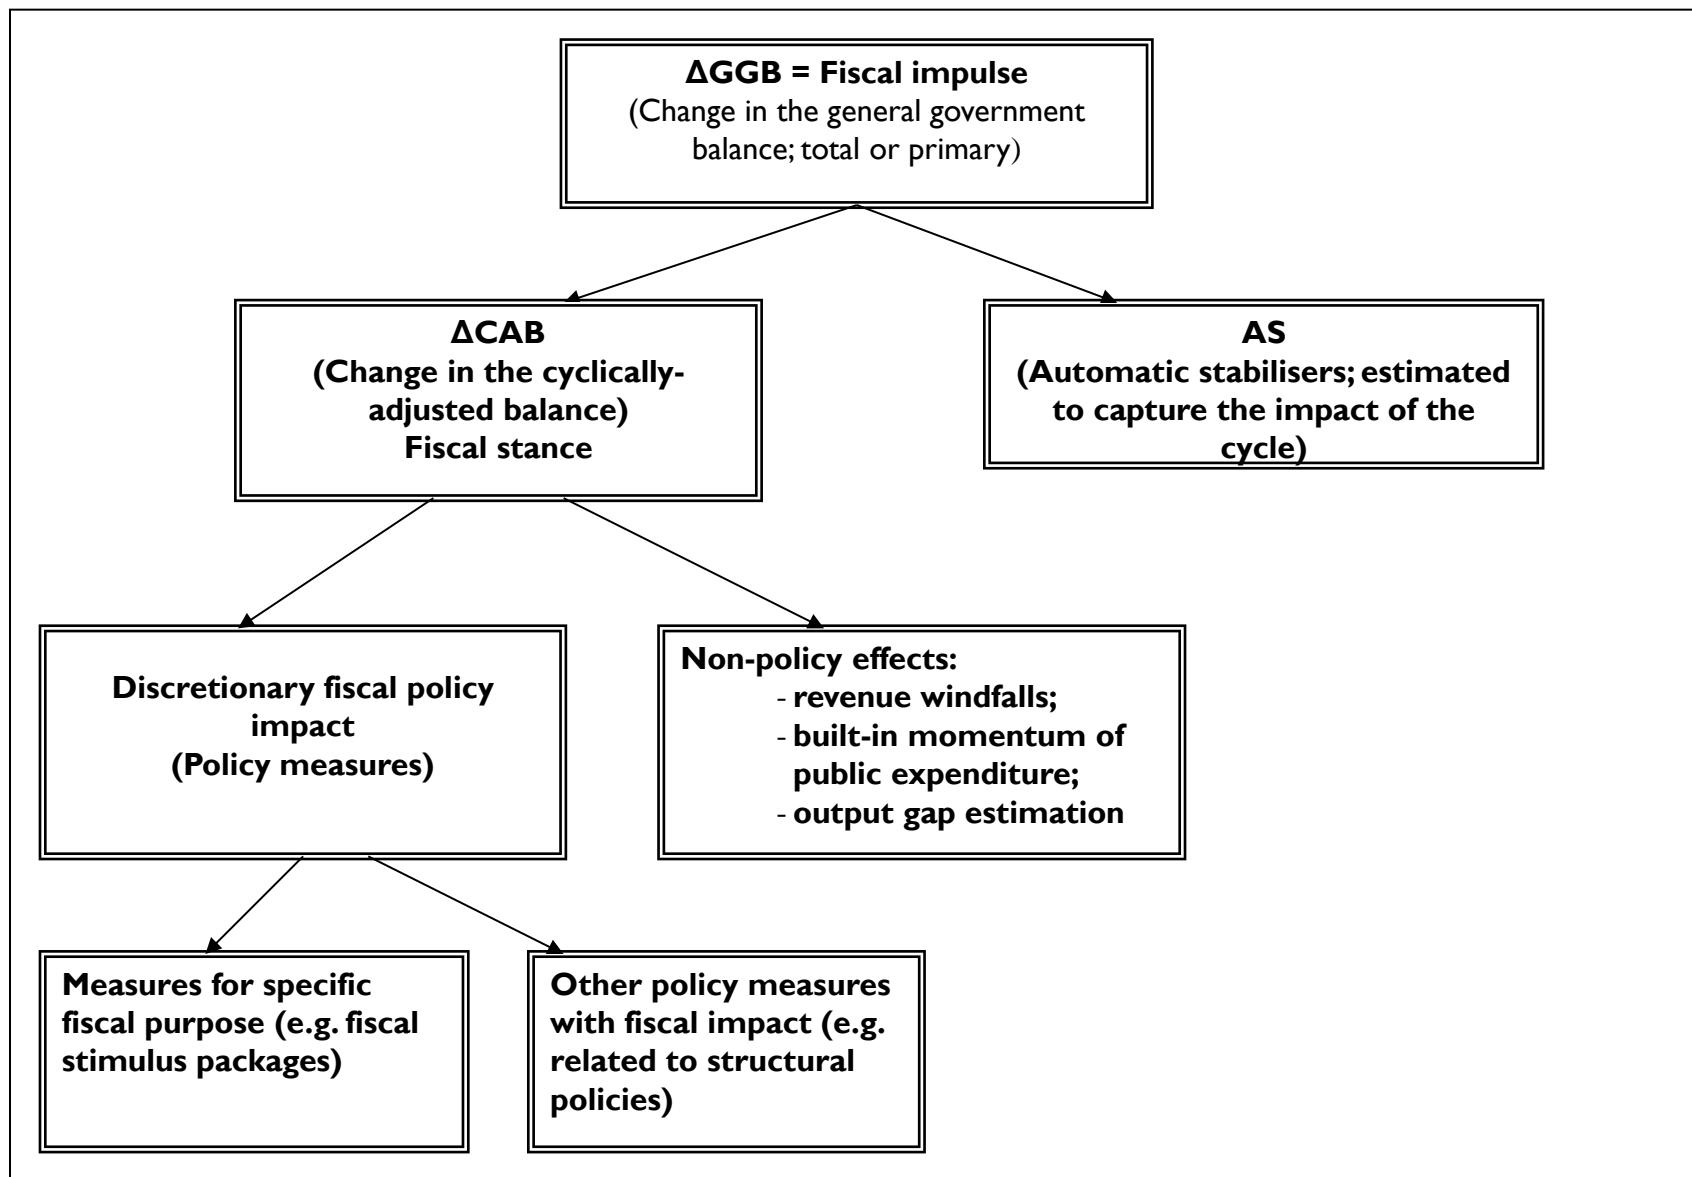 ΔGGB = Fiscal impulse
(Change in the general government
balance; total or primary)
ΔCAB
(Change in the cyclically-
adjusted balance)
Fiscal stance
AS
(Automatic stabilisers; estimated
to capture the impact of the
cycle)
Discretionary fiscal policy
impact
(Policy measures)
Non-policy effects:
- revenue windfalls;
- built-in momentum of
public expenditure;
- output gap estimation
Measures for specific
fiscal purpose (e.g. fiscal
stimulus packages)
Other policy measures
with fiscal impact (e.g.
related to structural
policies)